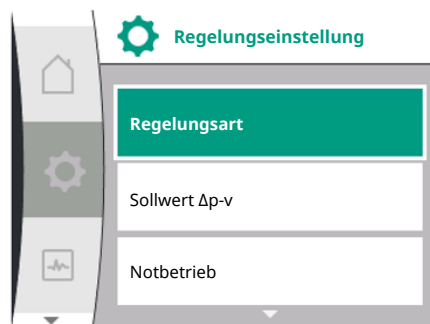 Regelungseinstellung
Regelungsart
Sollwert Δp-v
Notbetrieb